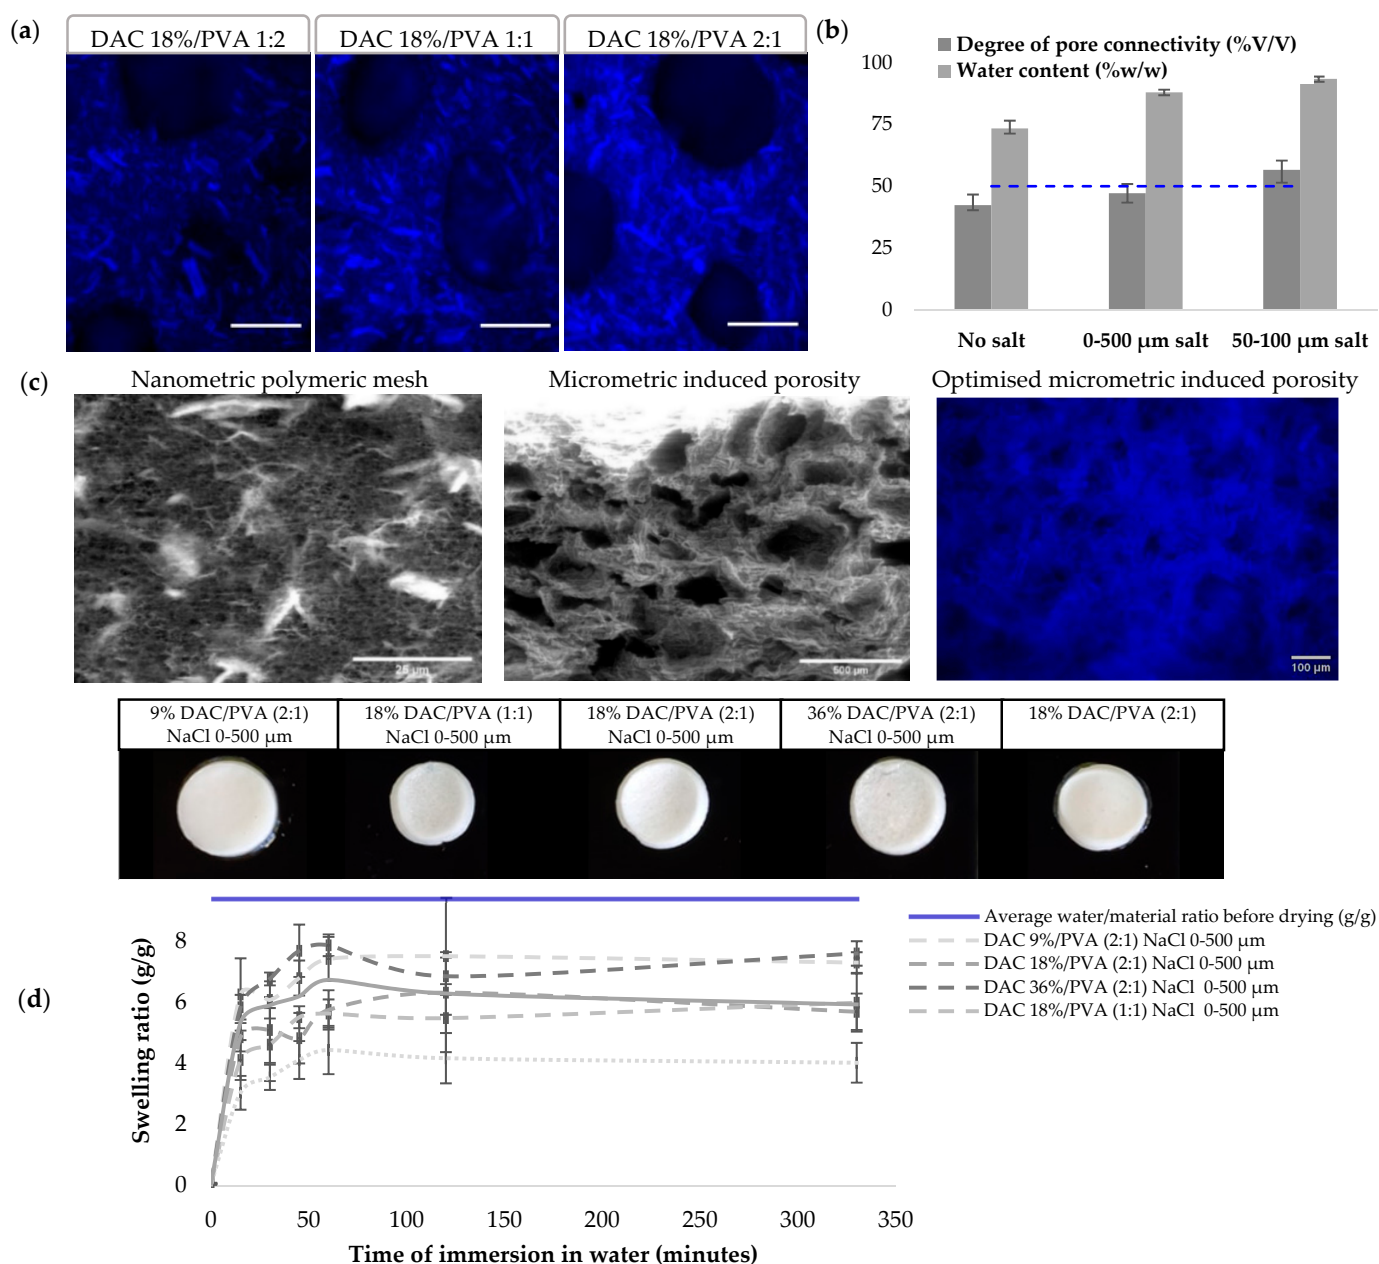 (a)
DAC 18%/PVA 1:2
DAC 18%/PVA 1:1
DAC 18%/PVA 2:1
(b)
Degree of pore connectivity (%V/V)
Water content (%w/w)
100
75
50
25
0
No salt
0-500 µm salt
50-100 µm salt
(c)
Nanometric polymeric mesh
Micrometric induced porosity
Optimised micrometric induced porosity
25 µm
500 µm
100 µm
9% DAC/PVA (2:1)
NaCl 0-500 µm
18% DAC/PVA (1:1)
NaCl 0-500 µm
18% DAC/PVA (2:1)
NaCl 0-500 µm
36% DAC/PVA (2:1)
NaCl 0-500 µm
18% DAC/PVA (2:1)
(d)
Swelling ratio (g/g)
8
6
4
2
0
0
50
100
150
200
250
300
350
Time of immersion in water (minutes)
Average water/material ratio before drying (g/g)
DAC 9%/PVA (2:1) NaCl 0-500 µm
DAC 18%/PVA (2:1) NaCl 0-500 µm
DAC 36%/PVA (2:1) NaCl 0-500 µm
DAC 18%/PVA (1:1) NaCl 0-500 µm